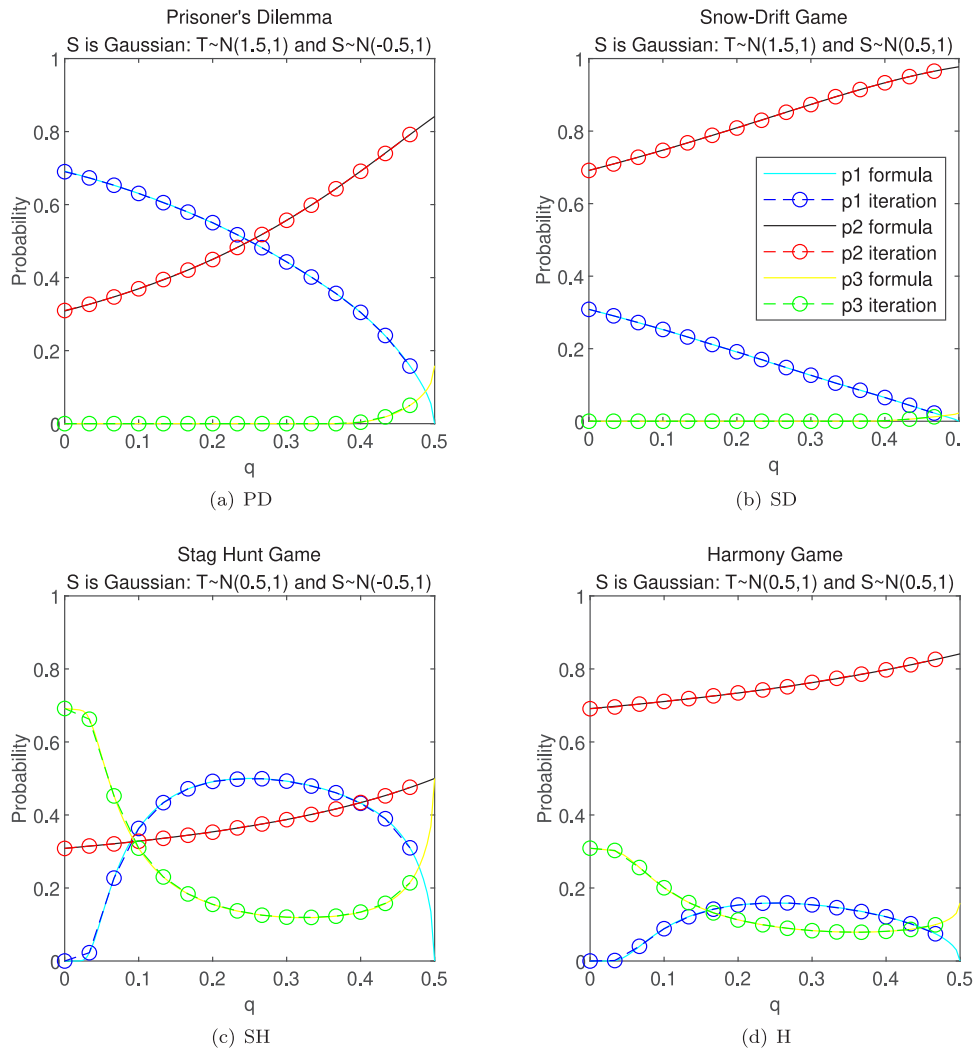 Prisoner's Dilemma
S is Gaussian: T~N(1.5,1) and S~N(-0.5,1)
1
0.8
0.6
0.4
0.2
0
Probability
0 0.1 0.2 0.3 0.4 0.5
q
(a) PD
Snow-Drift Game
S is Gaussian: T~N(1.5,1) and S~N(0.5,1)
1
0.8
0.6
0.4
0.2
0
Probability
p1 formula
p1 iteration
p2 formula
p2 iteration
p3 formula
p3 iteration
0 0.1 0.2 0.3 0.4 0.5
q
(b) SD
Stag Hunt Game
S is Gaussian: T~N(0.5,1) and S~N(-0.5,1)
1
0.8
0.6
0.4
0.2
0
Probability
0 0.1 0.2 0.3 0.4 0.5
q
(c) SH
Harmony Game
S is Gaussian: T~N(0.5,1) and S~N(0.5,1)
1
0.8
0.6
0.4
0.2
0
Probability
0 0.1 0.2 0.3 0.4 0.5
q
(d) H